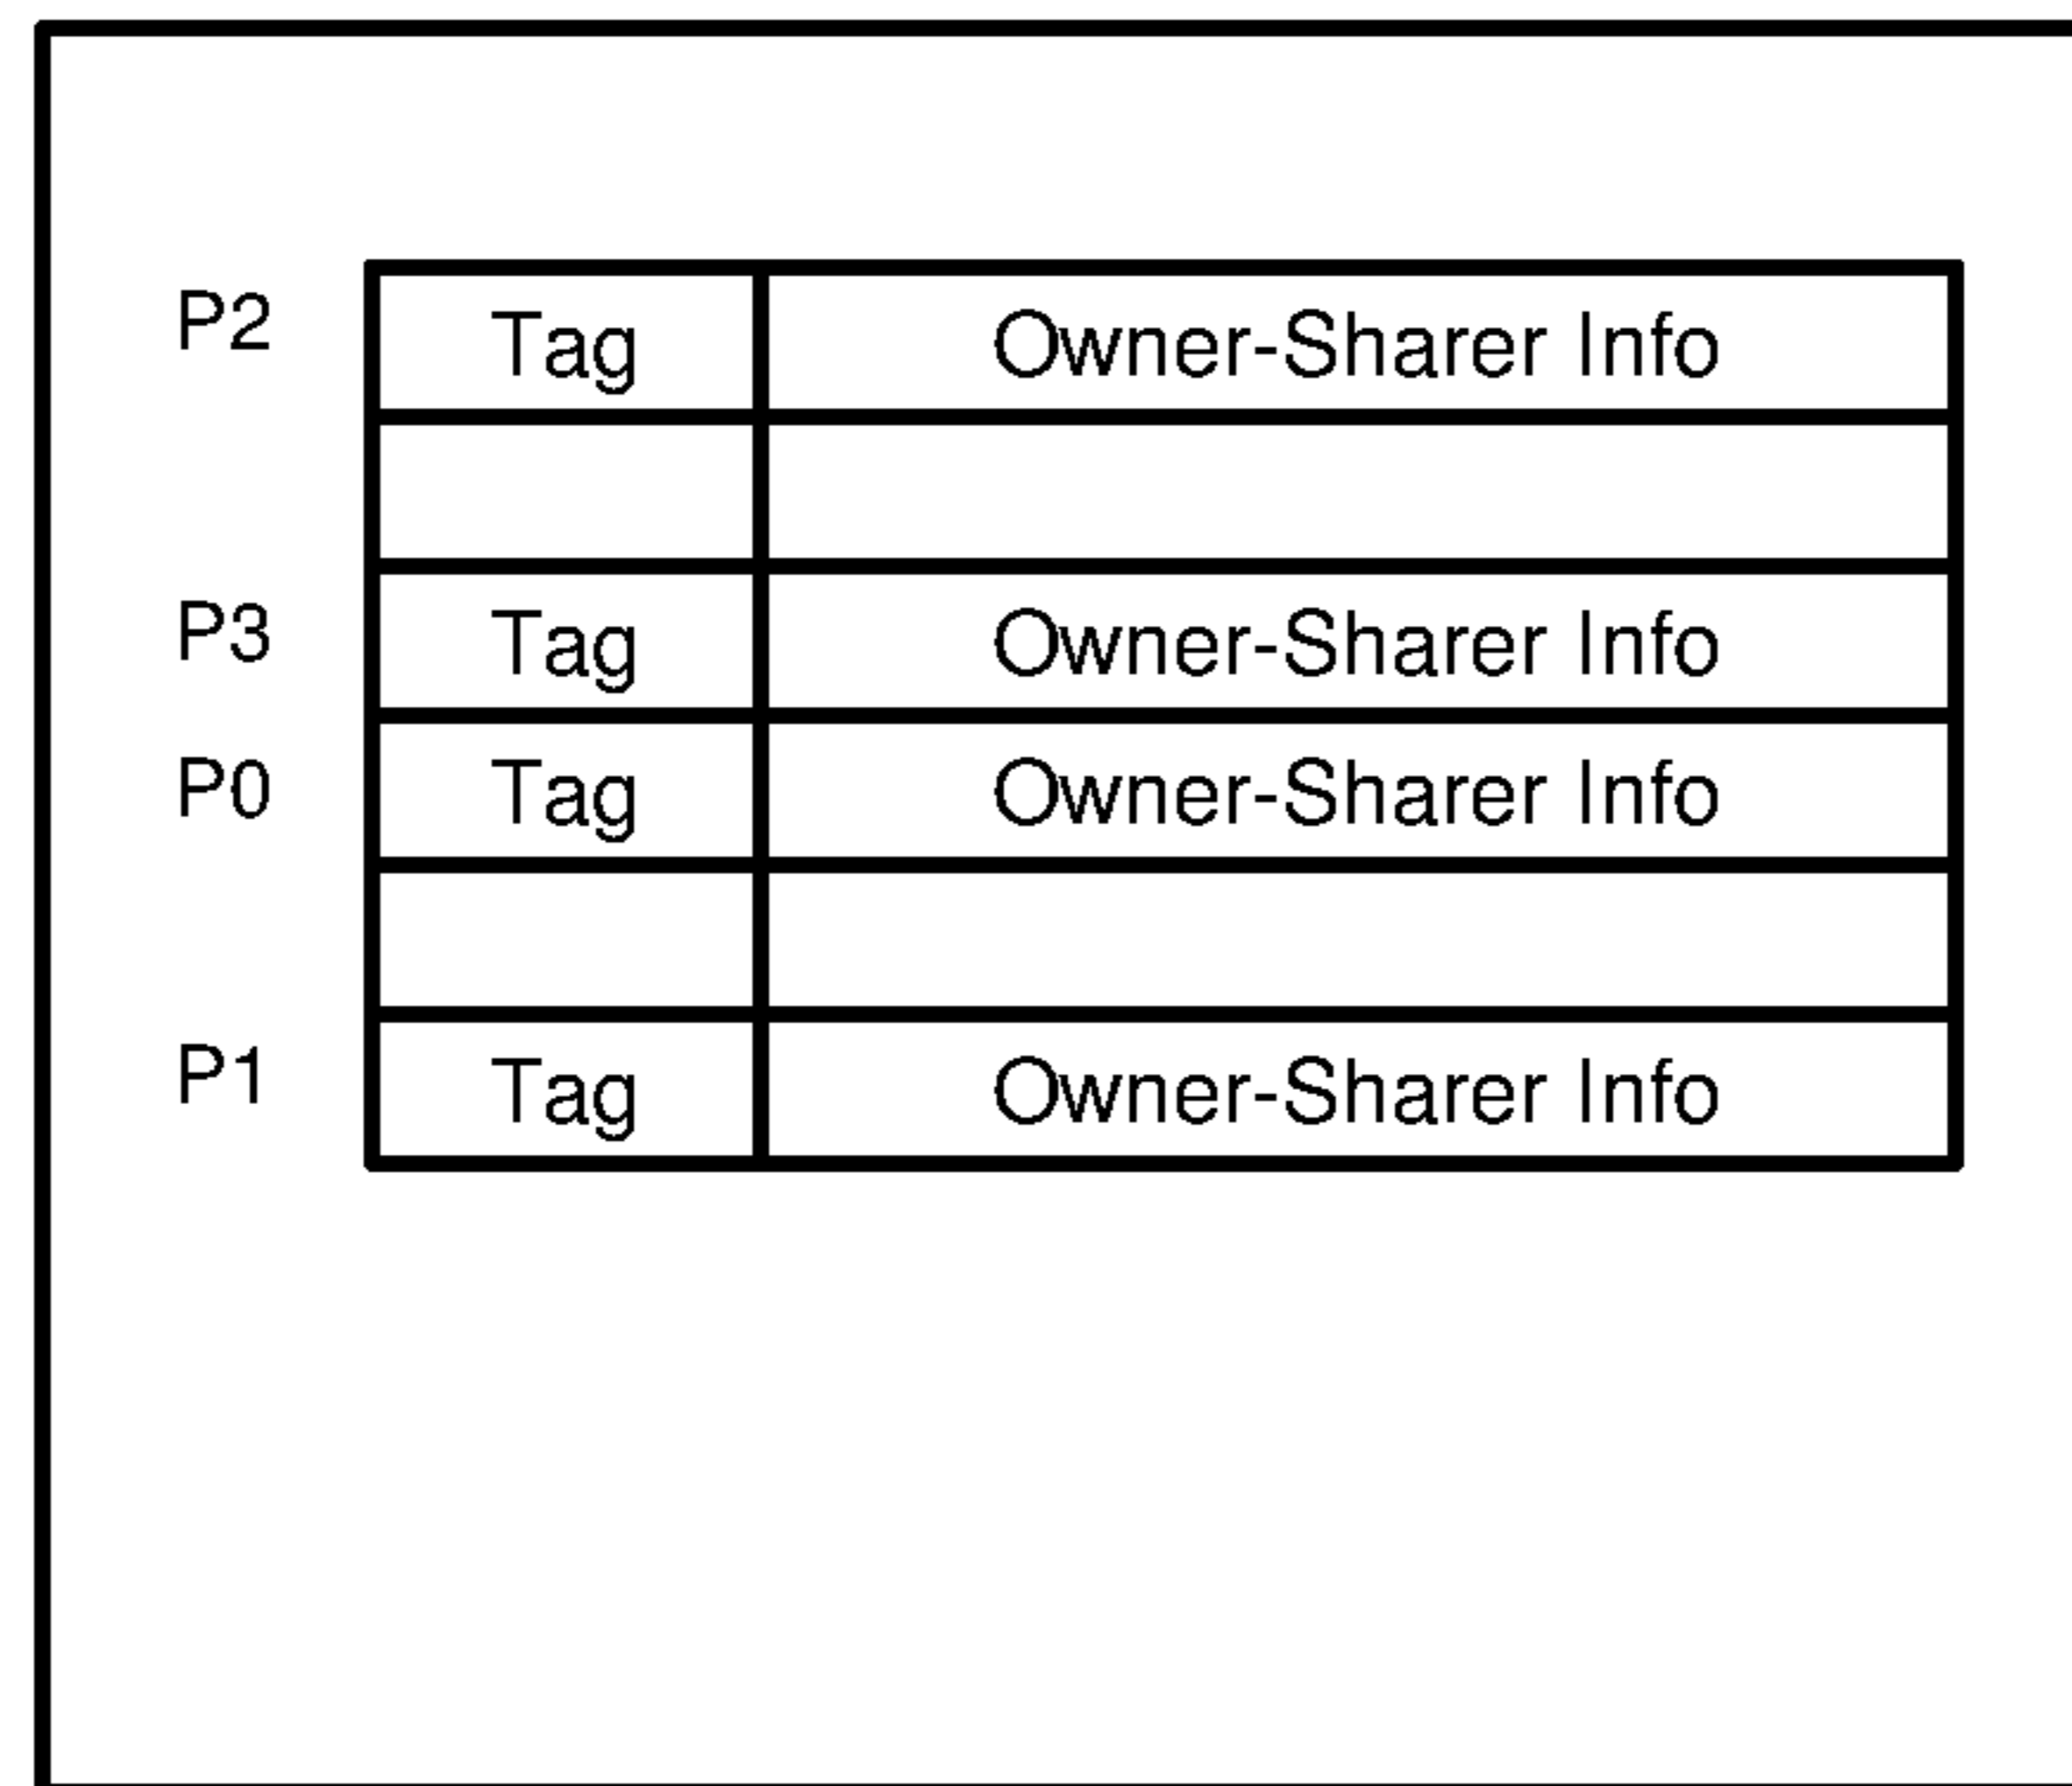 P2 Tag Owner-Sharer Info
P3 Tag Owner-Sharer Info
P0 Tag Owner-Sharer Info
P1 Tag Owner-Sharer Info